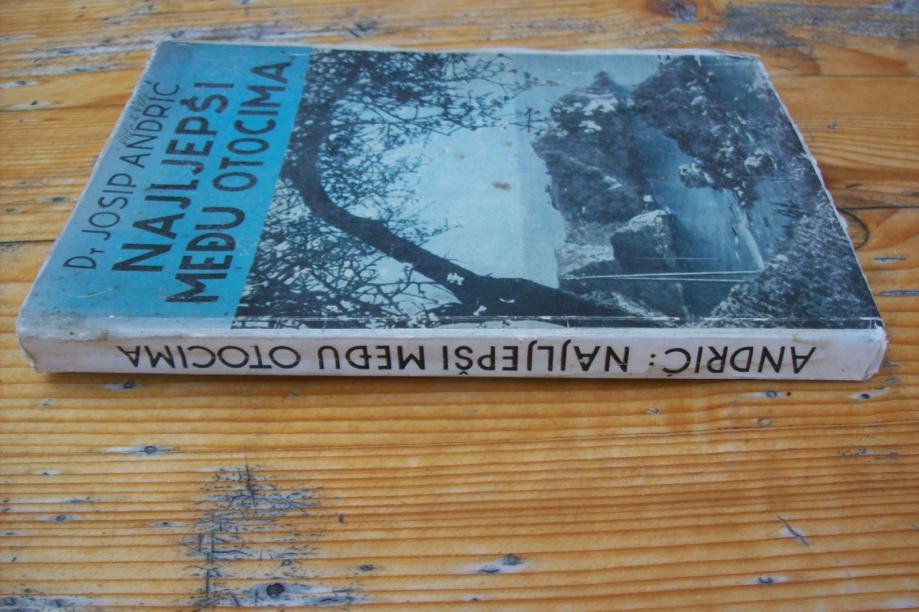 Dr JOSIP ANDRIĆ
NAJLJEPŠI
MEĐU OTOCIMA
ANDRIĆ: NAJLJEPŠI MEĐU OTOCIMA